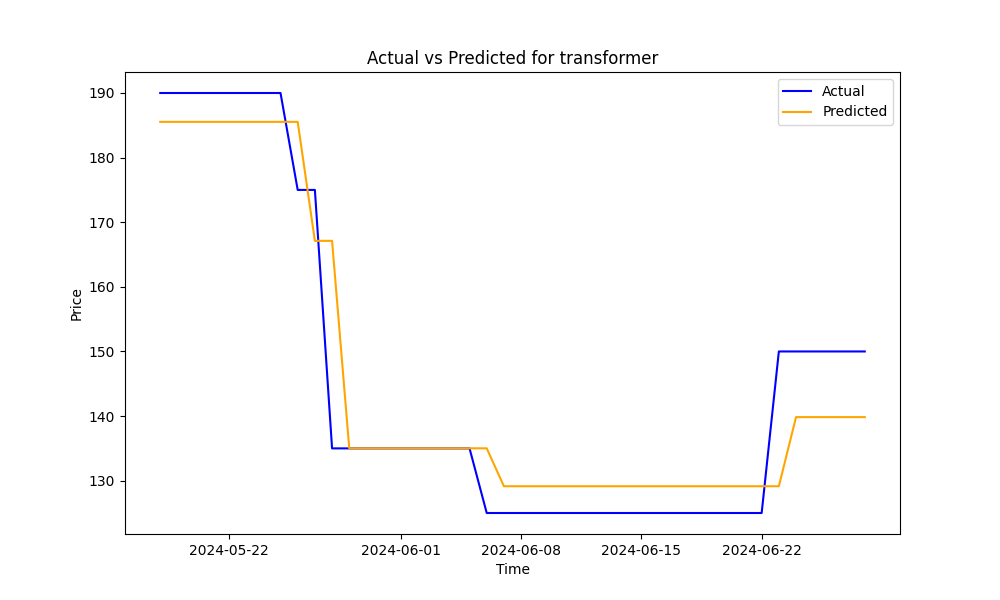 Actual vs Predicted for transformer
Actual
Predicted
Price
190
180
170
160
150
140
130
2024-05-22
2024-06-01
2024-06-08
2024-06-15
2024-06-22
Time